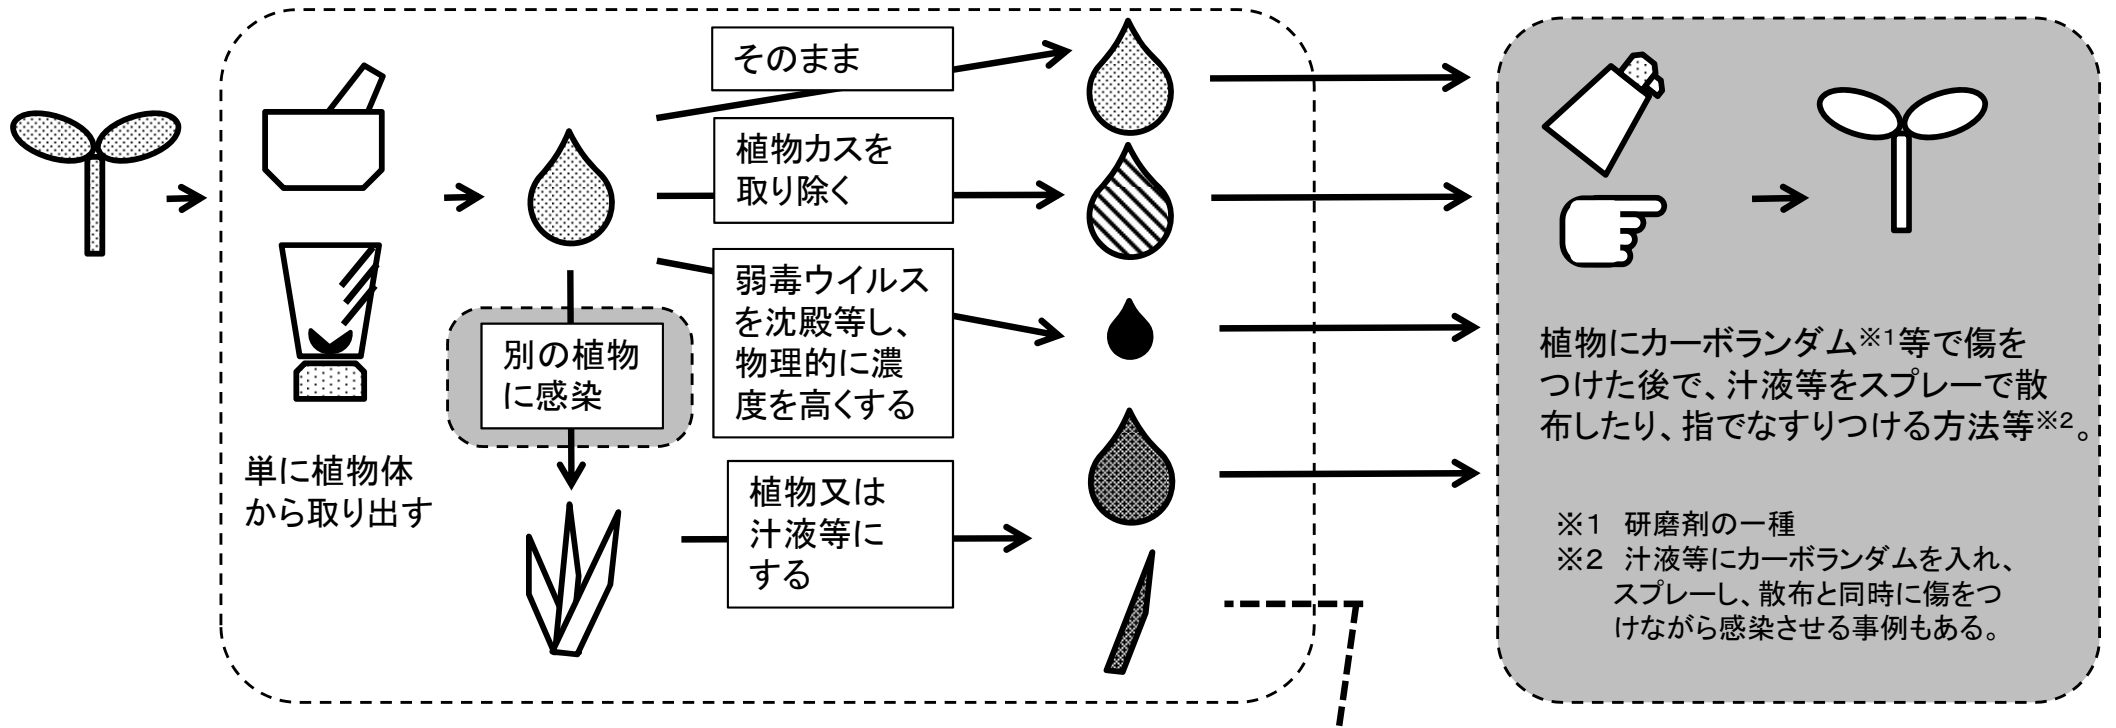 そのまま
植物カスを
取り除く
弱毒ウイルス
を沈殿等し、
物理的に濃
度を高くする
別の植物
に感染
単に植物体
から取り出す
植物又は
汁液等に
する
植物にカーボランダム※1等で傷を
つけた後で、汁液等をスプレーで散
布したり、指でなすりつける方法等※2。
※1 研磨剤の一種
※2 汁液等にカーボランダムを入れ、
スプレーし、散布と同時に傷をつ
けながら感染させる事例もある。